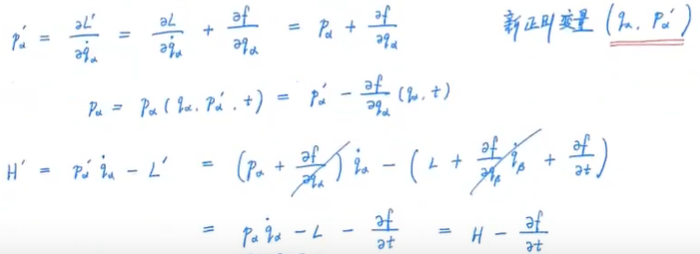 p'_α = ∂L'/∂q̇_α = ∂L/∂q̇_α + ∂f/∂q_α = p_α + ∂f/∂q_α 新正则变量 (q_α, p'_α)
p_α = p_α (q_α, p'_α, t) = p'_α - ∂f/∂q_α (q, t)
H' = p'_α q̇_α - L' = (p_α + ∂f/∂q_α) q̇_α - (L + ∂f/∂q_β q̇_β + ∂f/∂t)
= p_α q̇_α - L - ∂f/∂t = H - ∂f/∂t